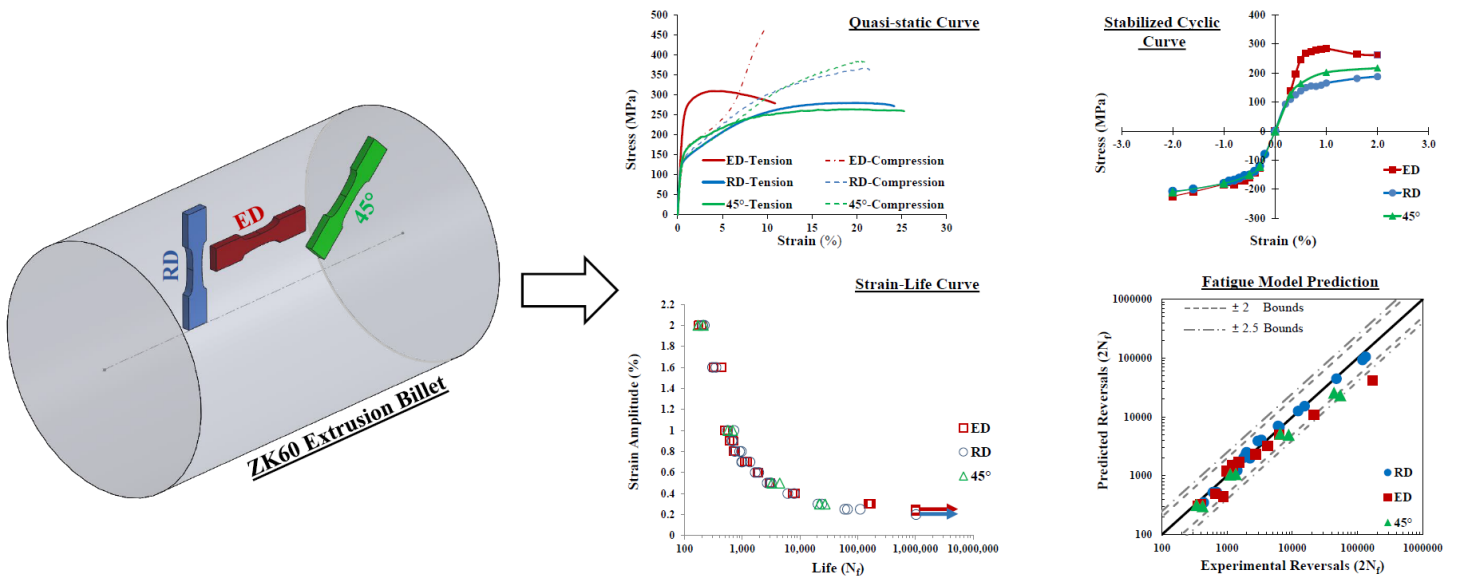 RD
ED
45°
ZK60 Extrusion Billet
Quasi-static Curve
500
450
400
350
300
250
200
150
100
50
0
Stress (MPa)
0
5
10
15
20
25
30
Strain (%)
ED-Tension
ED-Compression
RD-Tension
RD-Compression
45°-Tension
45°-Compression
Stabilized Cyclic
Curve
400
300
200
100
0
-100
-200
-300
Stress (MPa)
-3.0
-2.0
-1.0
0.0
1.0
2.0
3.0
Strain (%)
ED
RD
45°
Strain-Life Curve
2.2
2
1.8
1.6
1.4
1.2
1
0.8
0.6
0.4
0.2
0
Strain Amplitude (%)
100
1,000
10,000
100,000
1,000,000
10,000,000
Life (Nf)
ED
RD
45°
Fatigue Model Prediction
1000000
100000
10000
1000
100
Predicted Reversals (2Nf)
± 2 Bounds
± 2.5 Bounds
100
1000
10000
100000
1000000
Experimental Reversals (2Nf)
RD
ED
45°